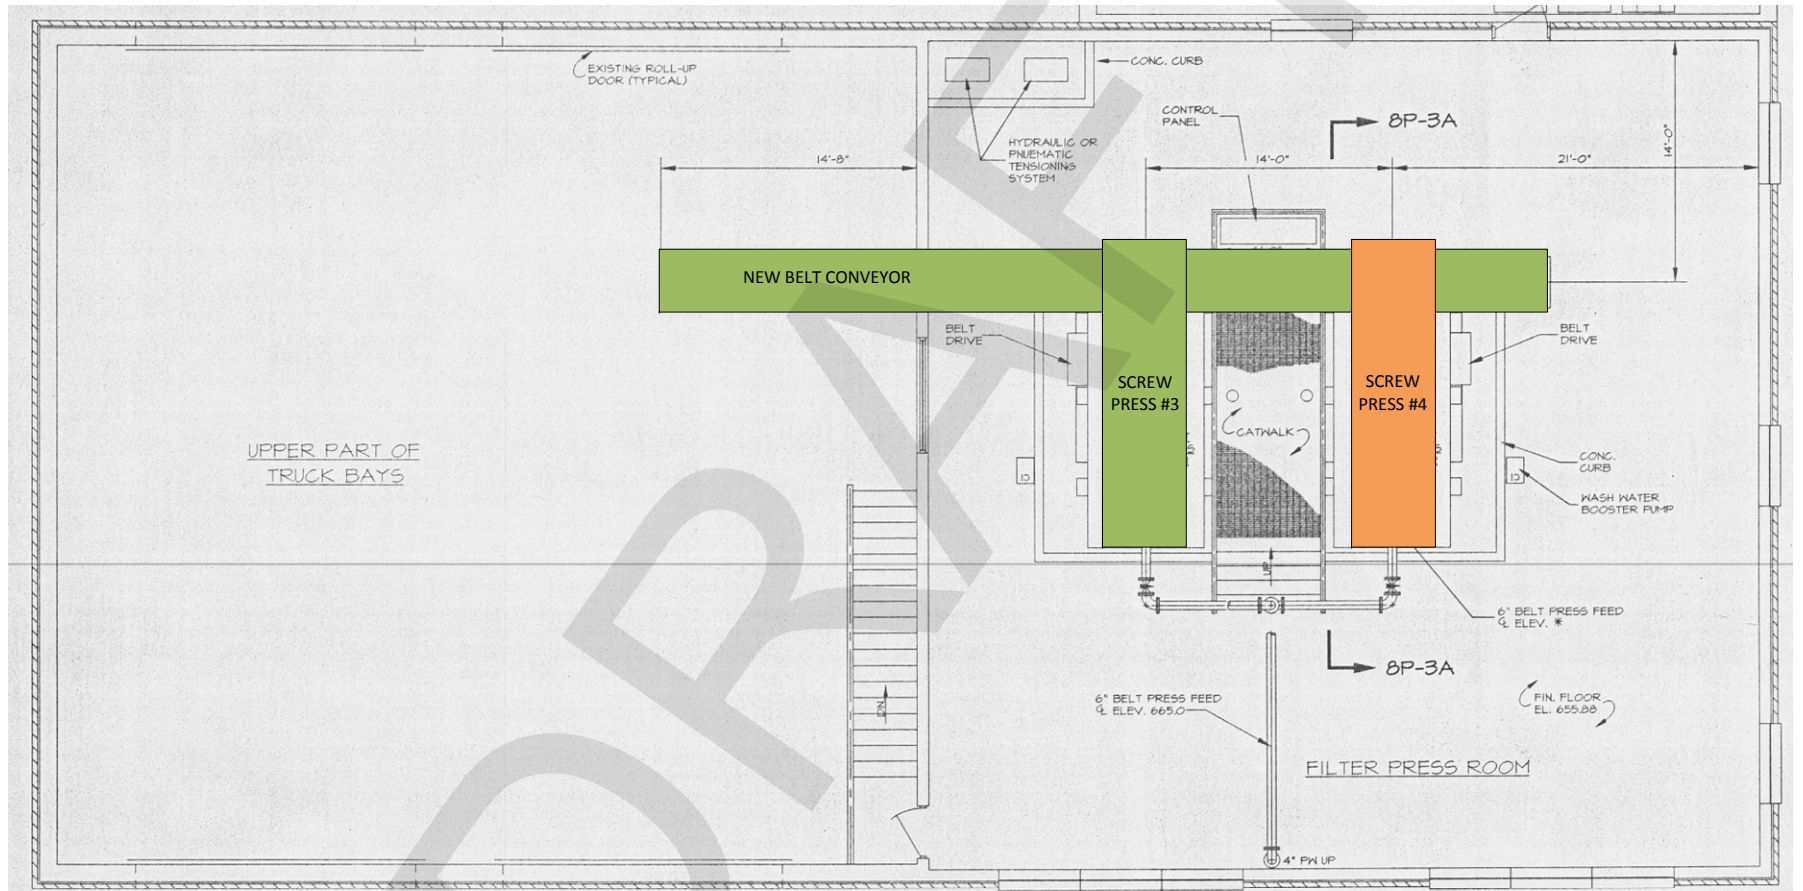 EXISTING ROLL-UP
DOOR (TYPICAL)
CONC. CURB
CONTROL
PANEL
8P-3A
HYDRAULIC OR
PNUEMATIC
TENSIONING
SYSTEM
14'-8"
14'-0"
21'-0"
14'-0"
NEW BELT CONVEYOR
BELT
DRIVE
BELT
DRIVE
SCREW
PRESS #3
SCREW
PRESS #4
CATWALK
UPPER PART OF
TRUCK BAYS
CONC.
CURB
WASH WATER
BOOSTER PUMP
UP
6" BELT PRESS FEED
℄ ELEV. *
8P-3A
DN
6" BELT PRESS FEED
℄ ELEV. 665.0
FIN. FLOOR
EL. 655.88
FILTER PRESS ROOM
4" PW UP
DRAFT